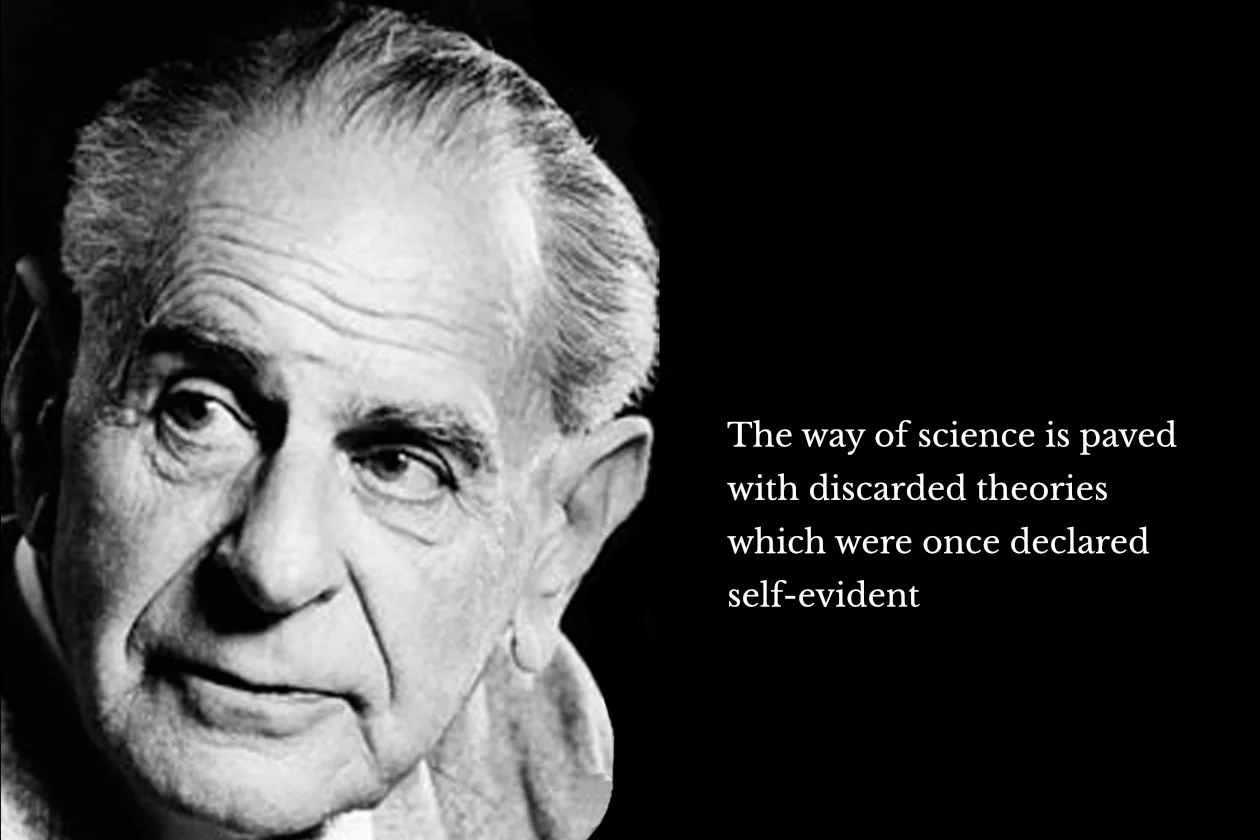 The way of science is paved
with discarded theories
which were once declared
self-evident